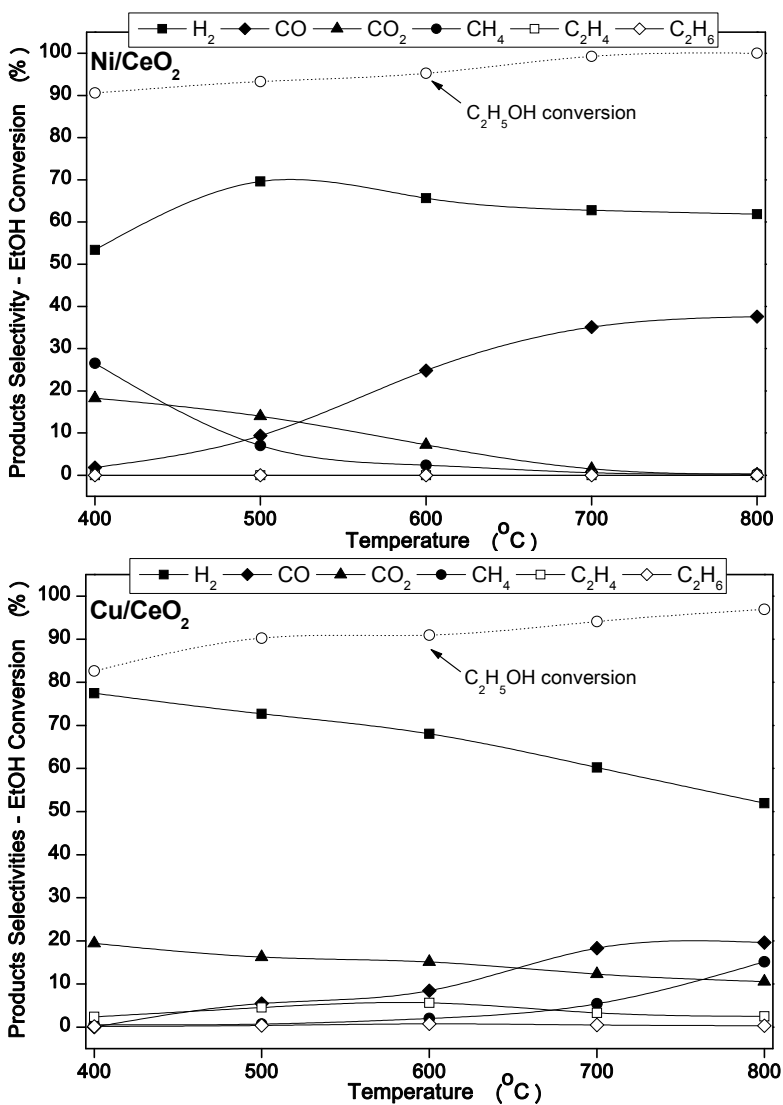 H2 CO CO2 CH4 C2H4 C2H6
Ni/CeO2
C2H5OH conversion
Products Selectivity - EtOH Conversion (%)
100
90
80
70
60
50
40
30
20
10
0
400 500 600 700 800
Temperature (oC)
H2 CO CO2 CH4 C2H4 C2H6
Cu/CeO2
C2H5OH conversion
Products Selectivities - EtOH Conversion (%)
100
90
80
70
60
50
40
30
20
10
0
400 500 600 700 800
Temperature (oC)